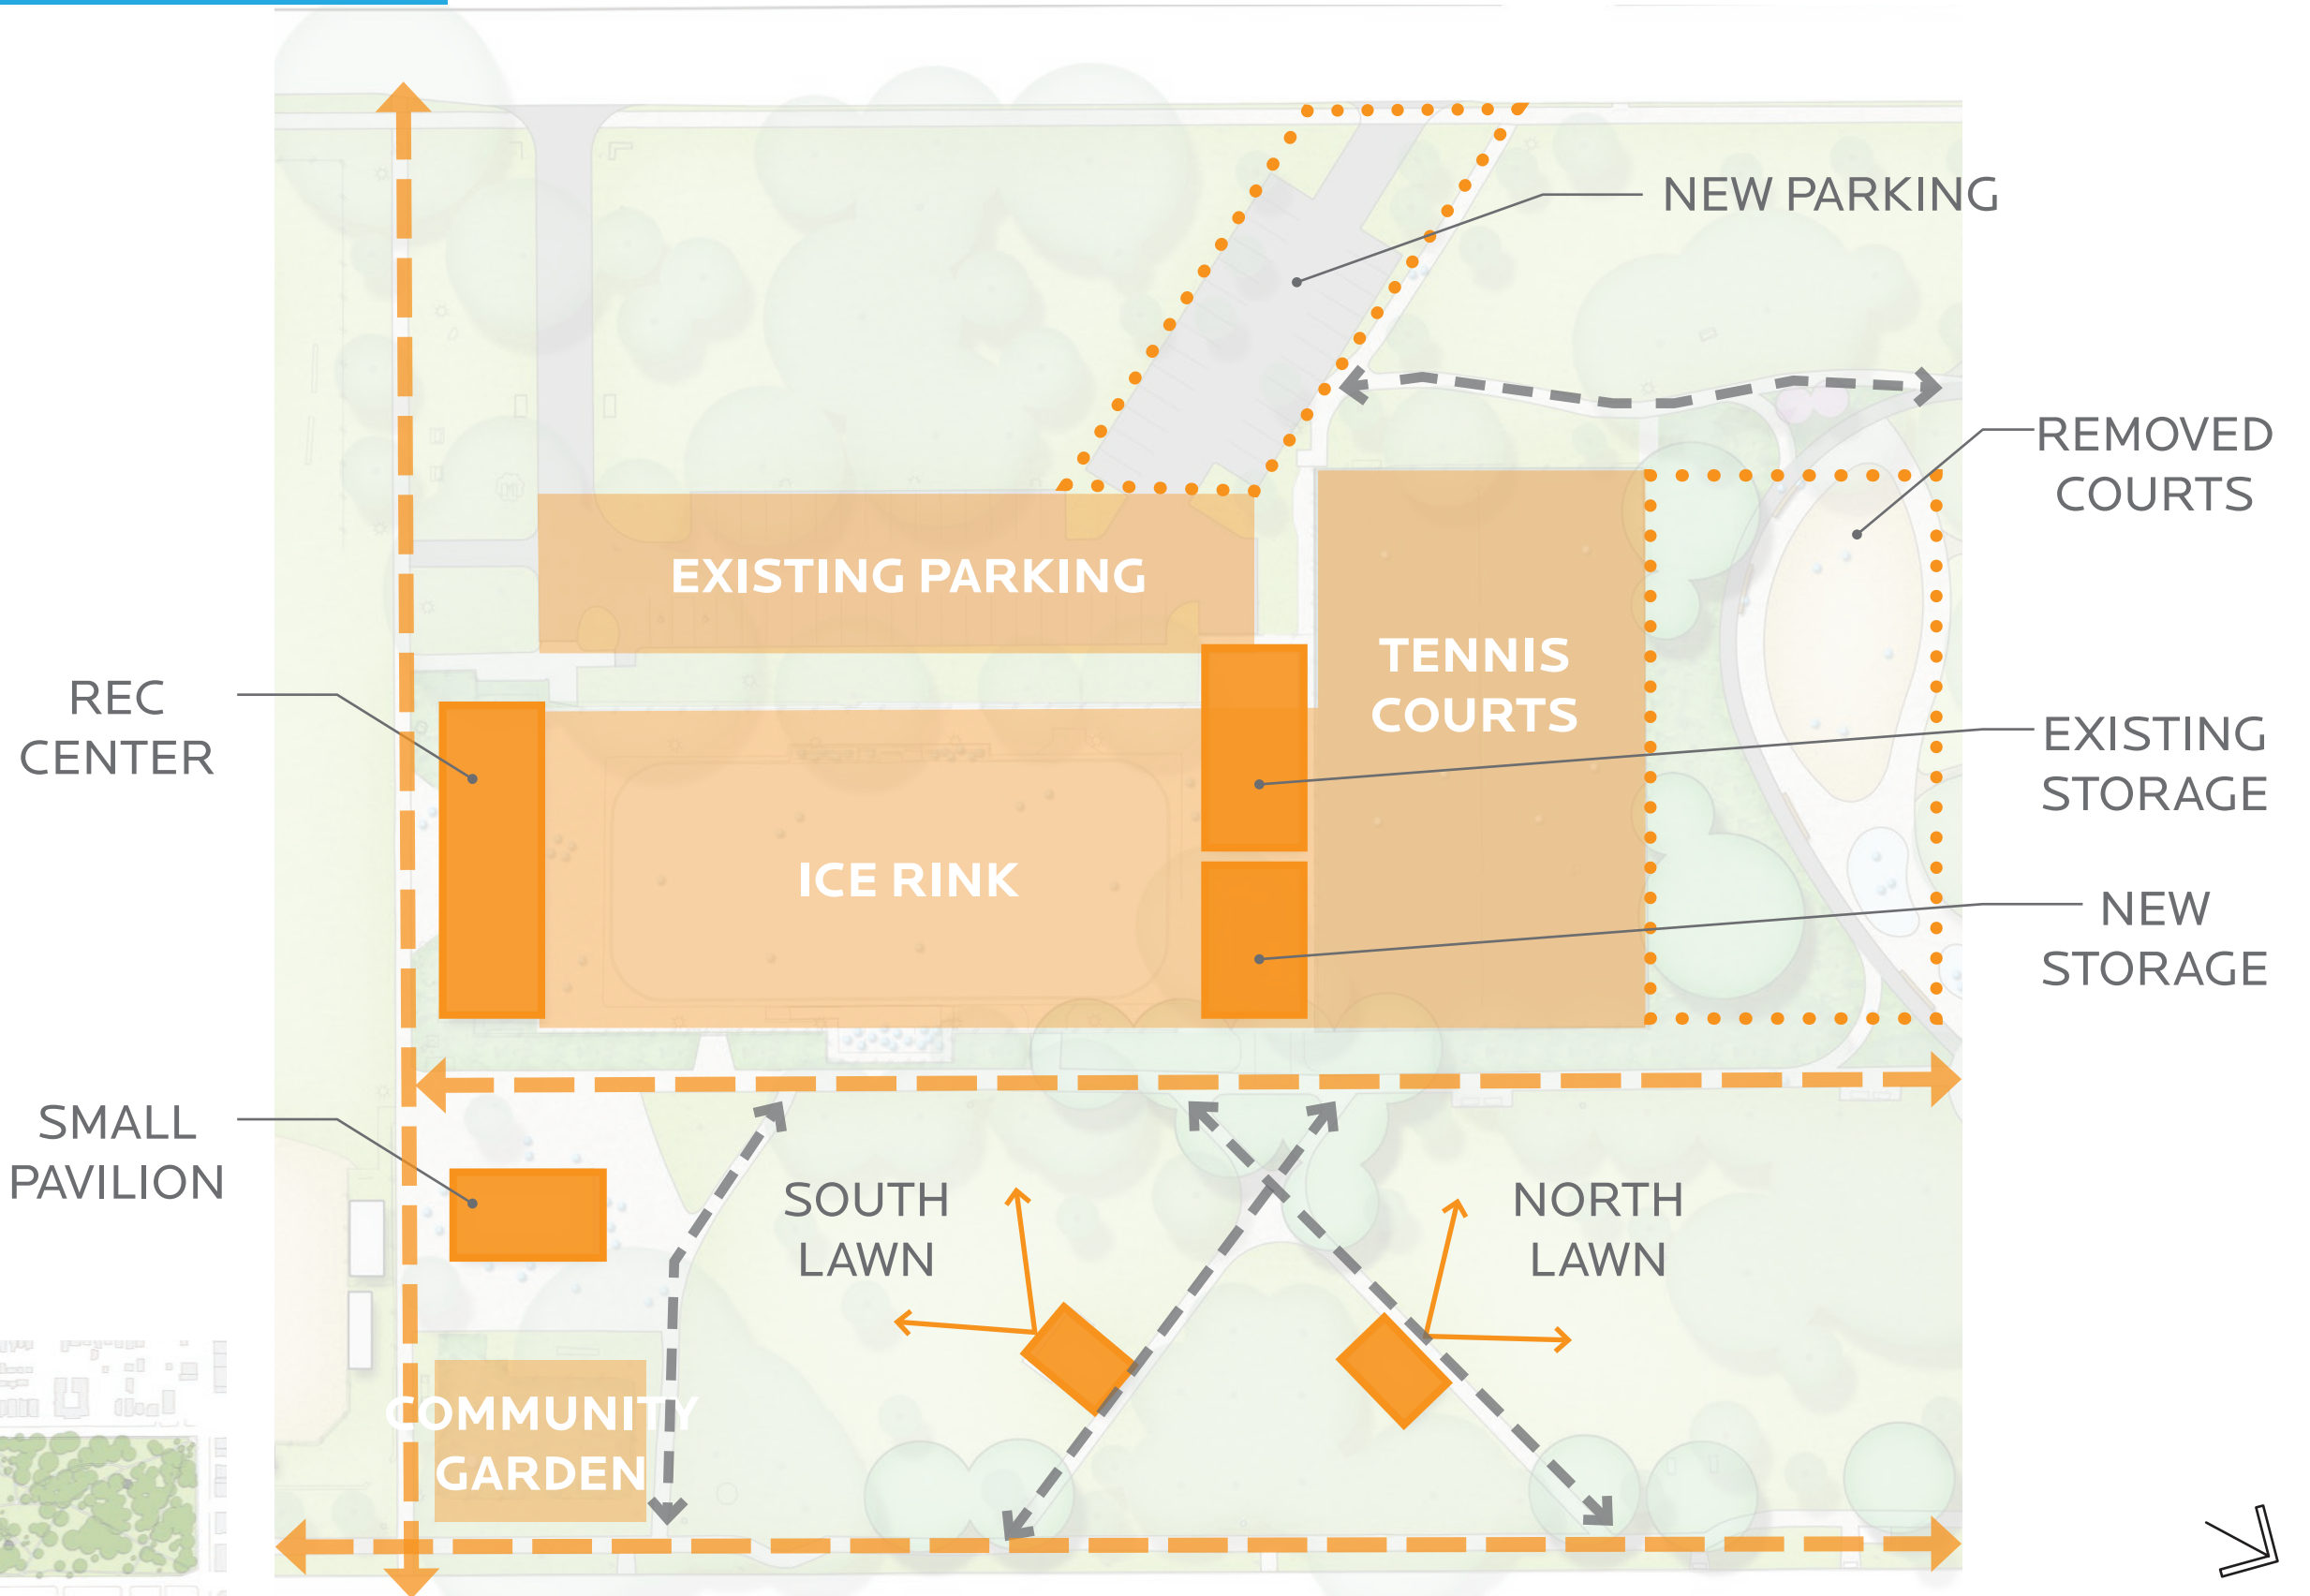 NEW PARKING
REMOVED
COURTS
EXISTING PARKING
TENNIS
COURTS
REC
CENTER
EXISTING
STORAGE
ICE RINK
NEW
STORAGE
SMALL
PAVILION
SOUTH
LAWN
NORTH
LAWN
COMMUNITY
GARDEN